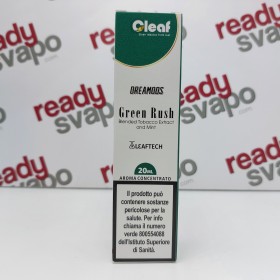 Cleaf
DREAMODS
Green Rush
Blended Tobacco Extract
and Mint
LEAFTECH
20mL
AROMA CONCENTRATO
Il prodotto può
contenere sostanze
pericolose per la
salute. Per info
chiama il numero
verde 800554088
dell'Istituto Superiore
di Sanità.
ready
svapo
ready
svapo
ready
svapo
ready
svapo